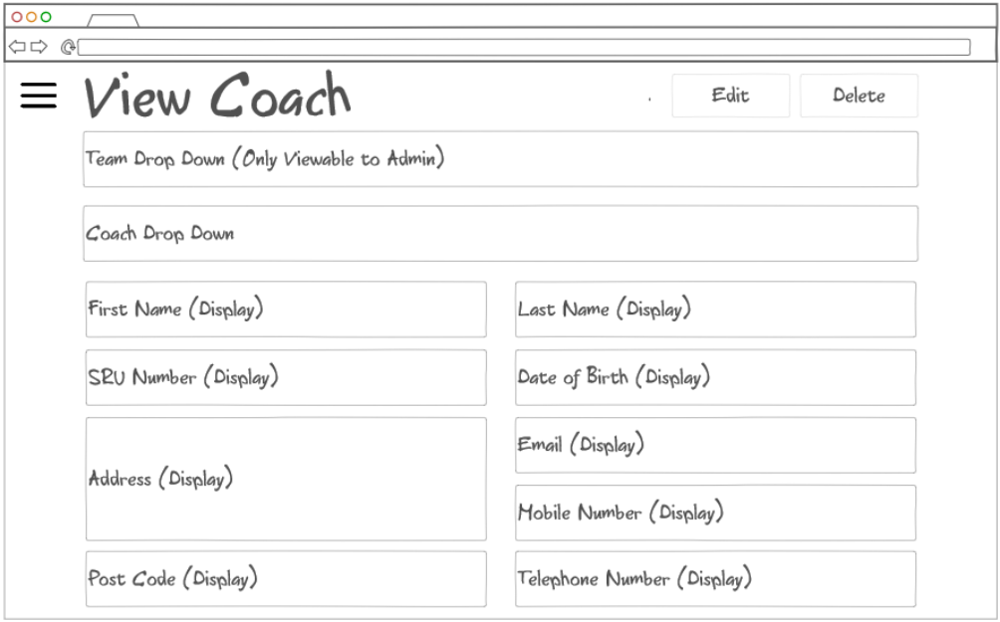 View Coach
Edit
Delete
Team Drop Down (Only Viewable to Admin)
Coach Drop Down
First Name (Display)
Last Name (Display)
SRU Number (Display)
Date of Birth (Display)
Address (Display)
Email (Display)
Mobile Number (Display)
Post Code (Display)
Telephone Number (Display)